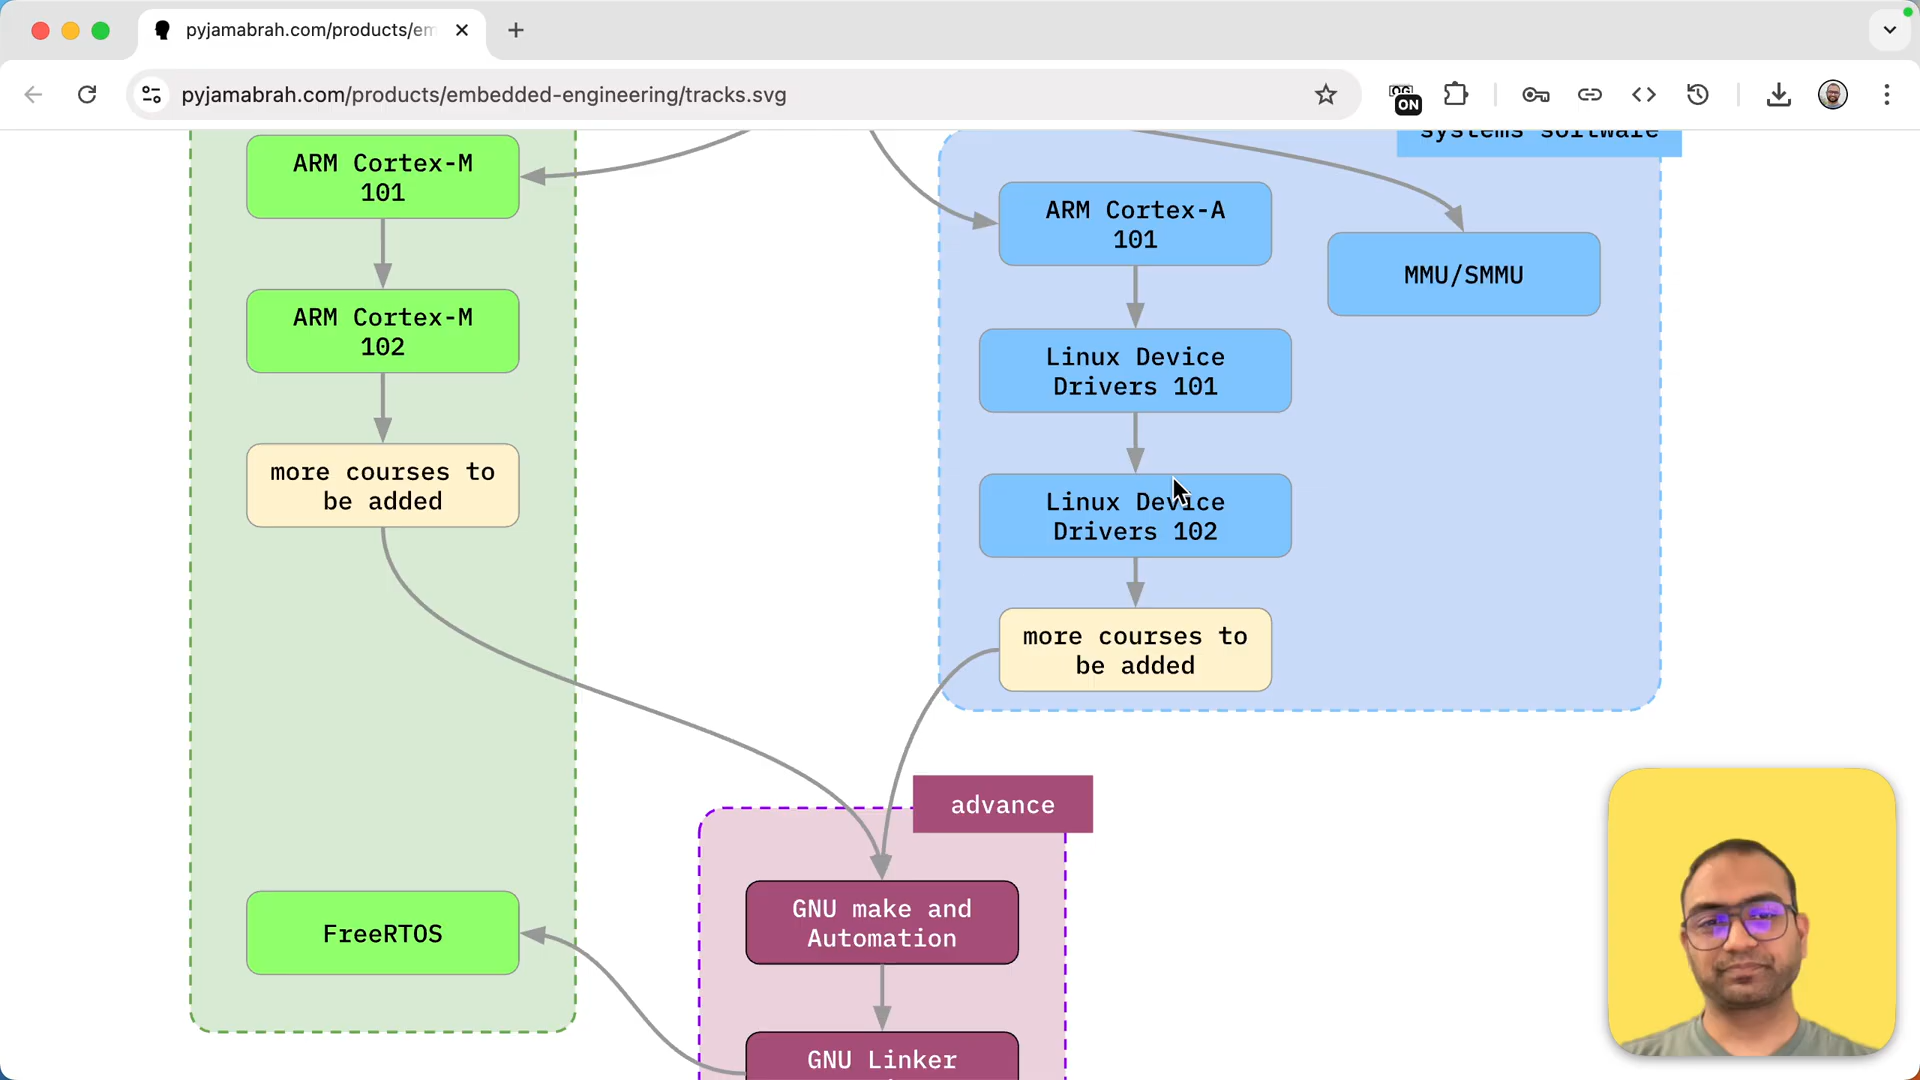 pyjamabrah.com/products/em
pyjamabrah.com/products/embedded-engineering/tracks.svg
ON
systems software
ARM Cortex-M
101
ARM Cortex-A
101
MMU/SMMU
ARM Cortex-M
102
Linux Device
Drivers 101
more courses to
be added
Linux Device
Drivers 102
more courses to
be added
advance
GNU make and
Automation
FreeRTOS
GNU Linker